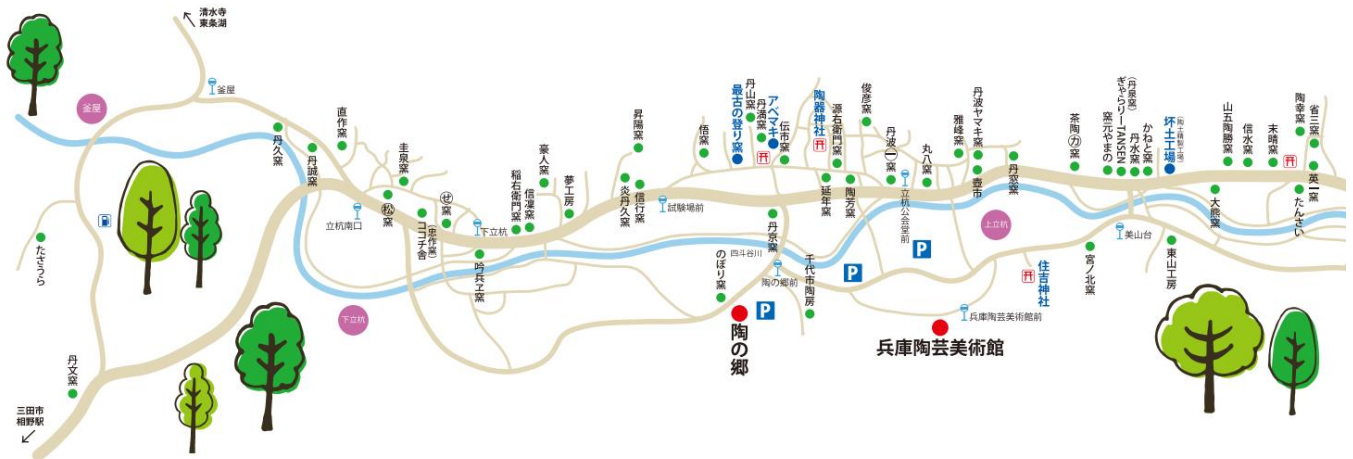 清水寺
東条湖
釜屋
釜屋
丹久窯
丹誠窯
直作窯
圭泉窯
立杭南口
松窯
ココチ舎
(忠作窯)
せ窯
下立杭
吟兵ヱ窯
稲右衛門窯
信凜窯
豪人窯
夢工房
昇陽窯
炎丹久窯
信行窯
試験場前
悟窯
最古の登り窯
丹山窯
丹満窯
アベマキ
伝市窯
陶器神社
源右衛門窯
延年窯
陶芳窯
俊彦窯
丹波一窯
立杭公会堂前
丸八窯
雅峰窯
丹波ヤマキ窯
壺市
丹窓窯
上立杭
茶陶カ窯
窯元やまの
ぎゃらりーTANSEN
(丹泉窯)
丹水窯
かねと窯
坏土工場
(陶土精製工場)
山五陶勝窯
大熊窯
信水窯
末晴窯
陶幸窯
省三窯
英一窯
たんさい
たさうら
下立杭
丹文窯
三田市
相野駅
四斗谷川
のぼり窯
丹京窯
陶の郷前
千代市陶房
P
P
P
陶の郷
兵庫陶芸美術館
兵庫陶芸美術館前
住吉神社
宮ノ北窯
美山台
東山工房